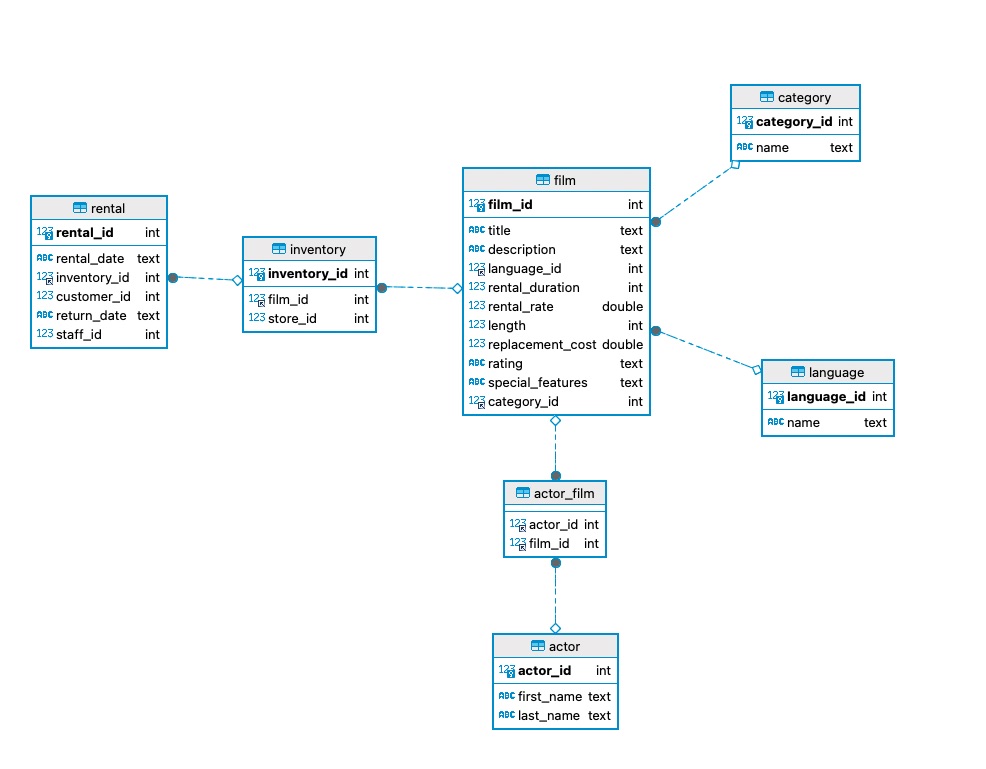 category
123 category_id int
ABC name text
film
123 film_id int
ABC title text
ABC description text
123 language_id int
123 rental_duration int
123 rental_rate double
123 length int
123 replacement_cost double
ABC rating text
ABC special_features text
123 category_id int
rental
123 rental_id int
ABC rental_date text
123 inventory_id int
123 customer_id int
ABC return_date text
123 staff_id int
inventory
123 inventory_id int
123 film_id int
123 store_id int
language
123 language_id int
ABC name text
actor_film
123 actor_id int
123 film_id int
actor
123 actor_id int
ABC first_name text
ABC last_name text